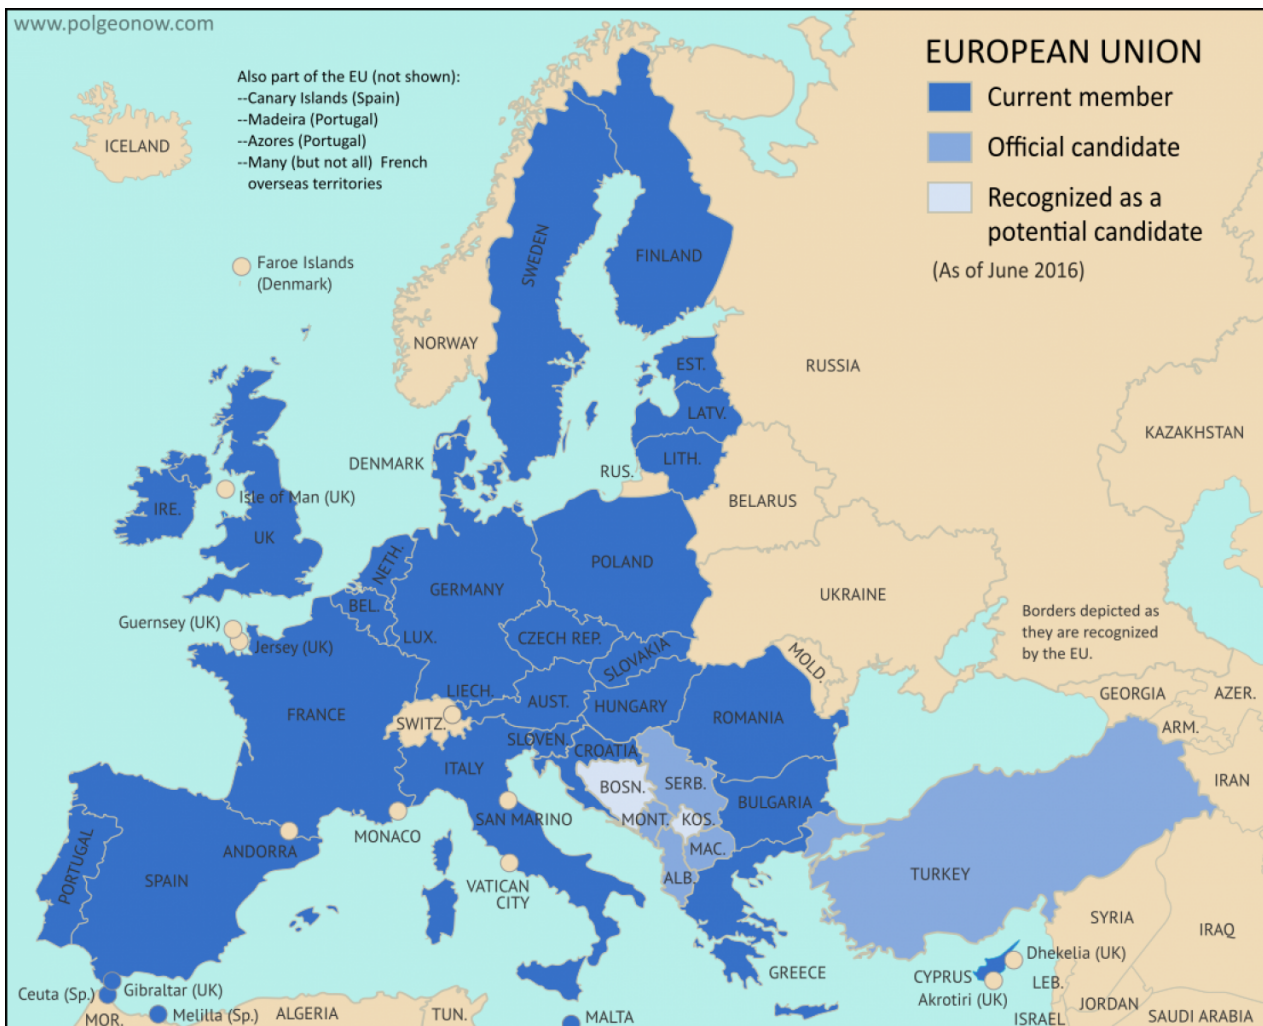 www.polgeonow.com
EUROPEAN UNION
Current member
Official candidate
Recognized as a
potential candidate
(As of June 2016)
Also part of the EU (not shown):
--Canary Islands (Spain)
--Madeira (Portugal)
--Azores (Portugal)
--Many (but not all) French
overseas territories
ICELAND
Faroe Islands
(Denmark)
SWEDEN
FINLAND
NORWAY
RUSSIA
EST.
LATV.
KAZAKHSTAN
DENMARK
LITH.
RUS.
Isle of Man (UK)
BELARUS
IRE.
UK
NETH.
POLAND
GERMANY
UKRAINE
BEL.
Borders depicted as
they are recognized
by the EU.
Guernsey (UK)
Jersey (UK)
LUX.
CZECH REP.
SLOVAKIA
MOLD.
LIECH.
AUST.
HUNGARY
GEORGIA
AZER.
FRANCE
SWITZ.
ROMANIA
ARM.
SLOVEN.
CROATIA
ITALY
BOSN.
SERB.
IRAN
BULGARIA
MONACO
SAN MARINO
MONT.
KOS.
ANDORRA
MAC.
PORTUGAL
SPAIN
VATICAN
CITY
ALB.
TURKEY
SYRIA
IRAQ
Dhekelia (UK)
GREECE
CYPRUS
LEB.
Akrotiri (UK)
Gibraltar (UK)
Ceuta (Sp.)
JORDAN
Melilla (Sp.)
MOR.
ALGERIA
TUN.
MALTA
ISRAEL
SAUDI ARABIA